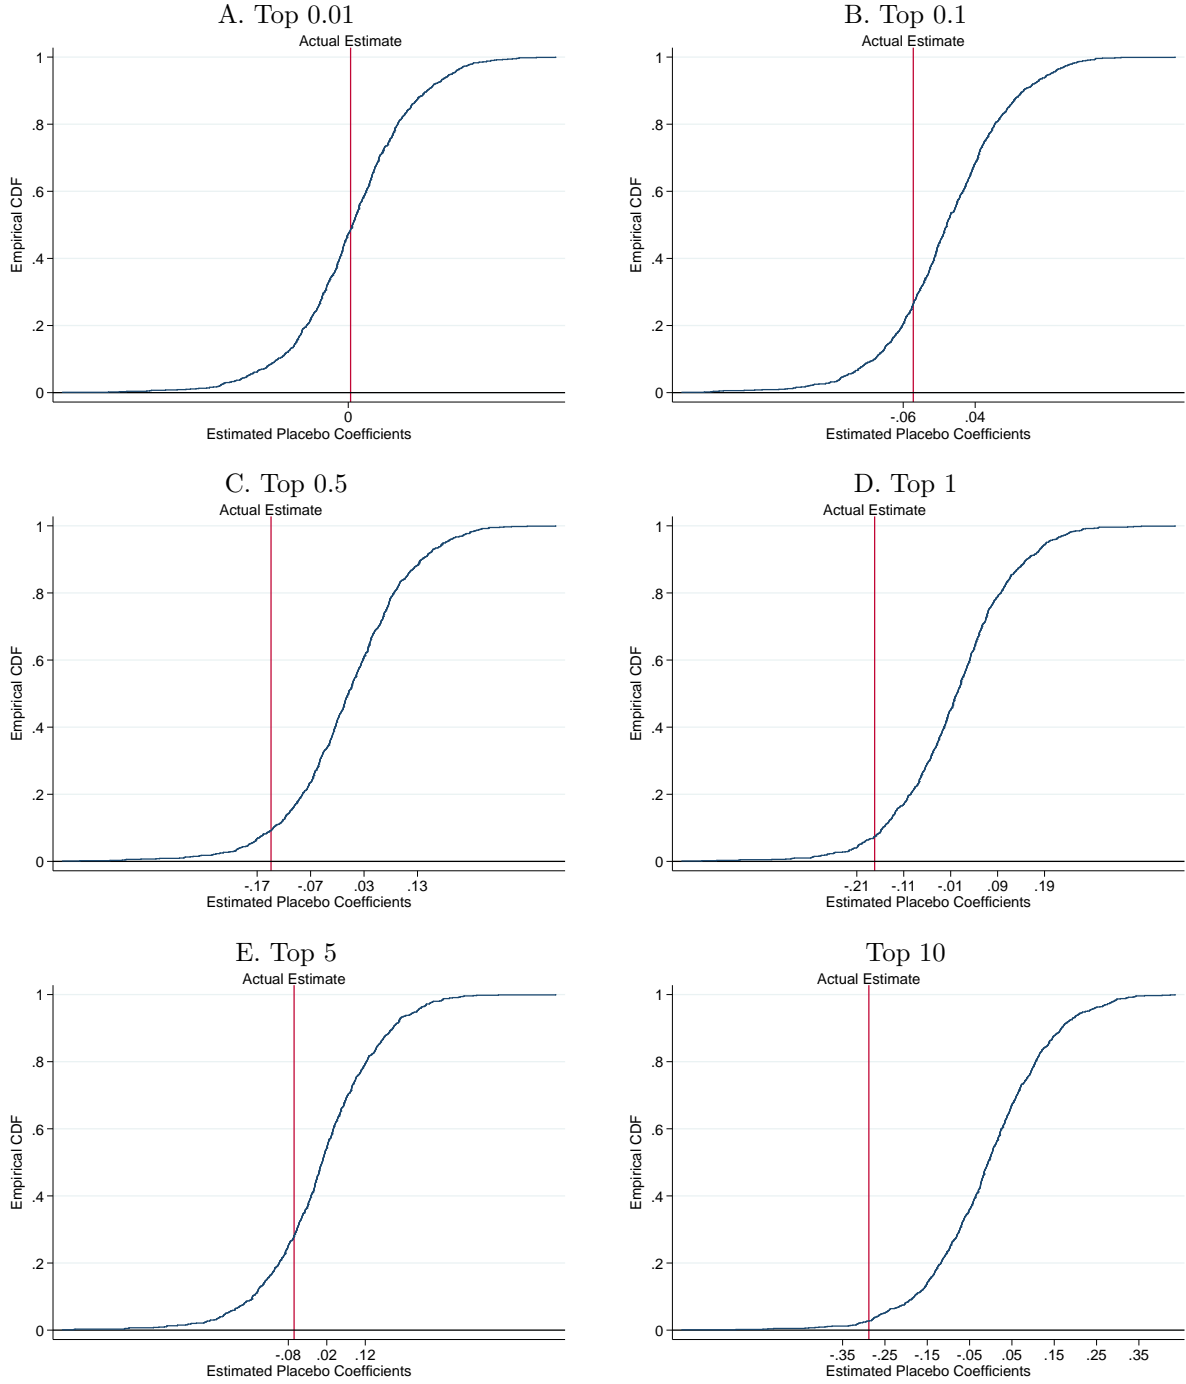 A. Top 0.01
Actual Estimate
1
.8
.6
.4
.2
0
Empirical CDF
0
Estimated Placebo Coefficients
B. Top 0.1
Actual Estimate
1
.8
.6
.4
.2
0
Empirical CDF
-.06 .04
Estimated Placebo Coefficients
C. Top 0.5
Actual Estimate
1
.8
.6
.4
.2
0
Empirical CDF
-.17 -.07 .03 .13
Estimated Placebo Coefficients
D. Top 1
Actual Estimate
1
.8
.6
.4
.2
0
Empirical CDF
-.21 -.11 -.01 .09 .19
Estimated Placebo Coefficients
E. Top 5
Actual Estimate
1
.8
.6
.4
.2
0
Empirical CDF
-.08 .02 .12
Estimated Placebo Coefficients
Top 10
Actual Estimate
1
.8
.6
.4
.2
0
Empirical CDF
-.35 -.25 -.15 -.05 .05 .15 .25 .35
Estimated Placebo Coefficients